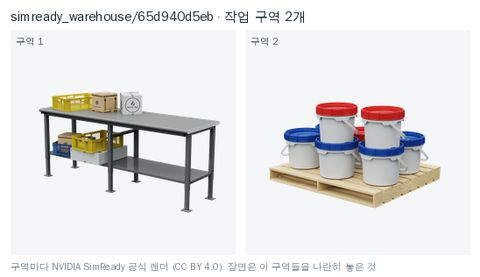 simready_warehouse/65d940d5eb · 작업 구역 2개
구역 1
구역 2
구역마다 NVIDIA SimReady 공식 렌더 (CC BY 4.0). 장면은 이 구역들을 나란히 놓은 것